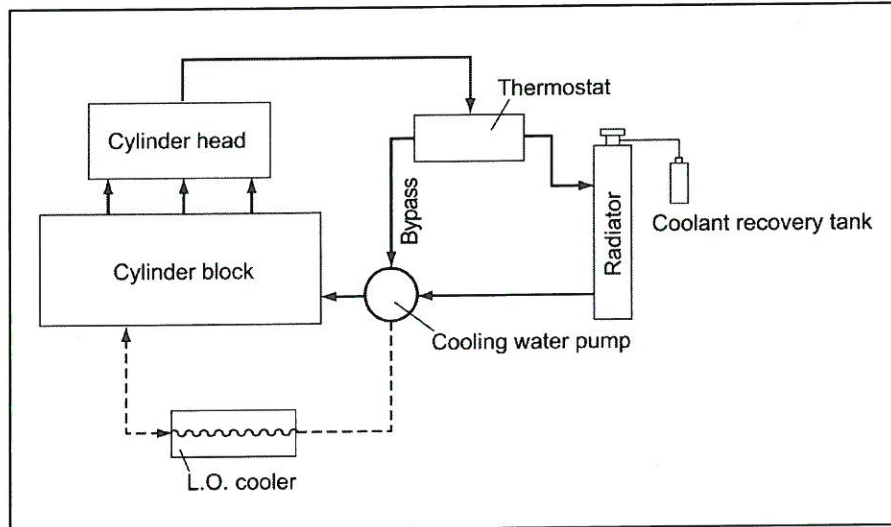 Thermostat
Cylinder head
Bypass
Radiator
Coolant recovery tank
Cylinder block
Cooling water pump
L.O. cooler